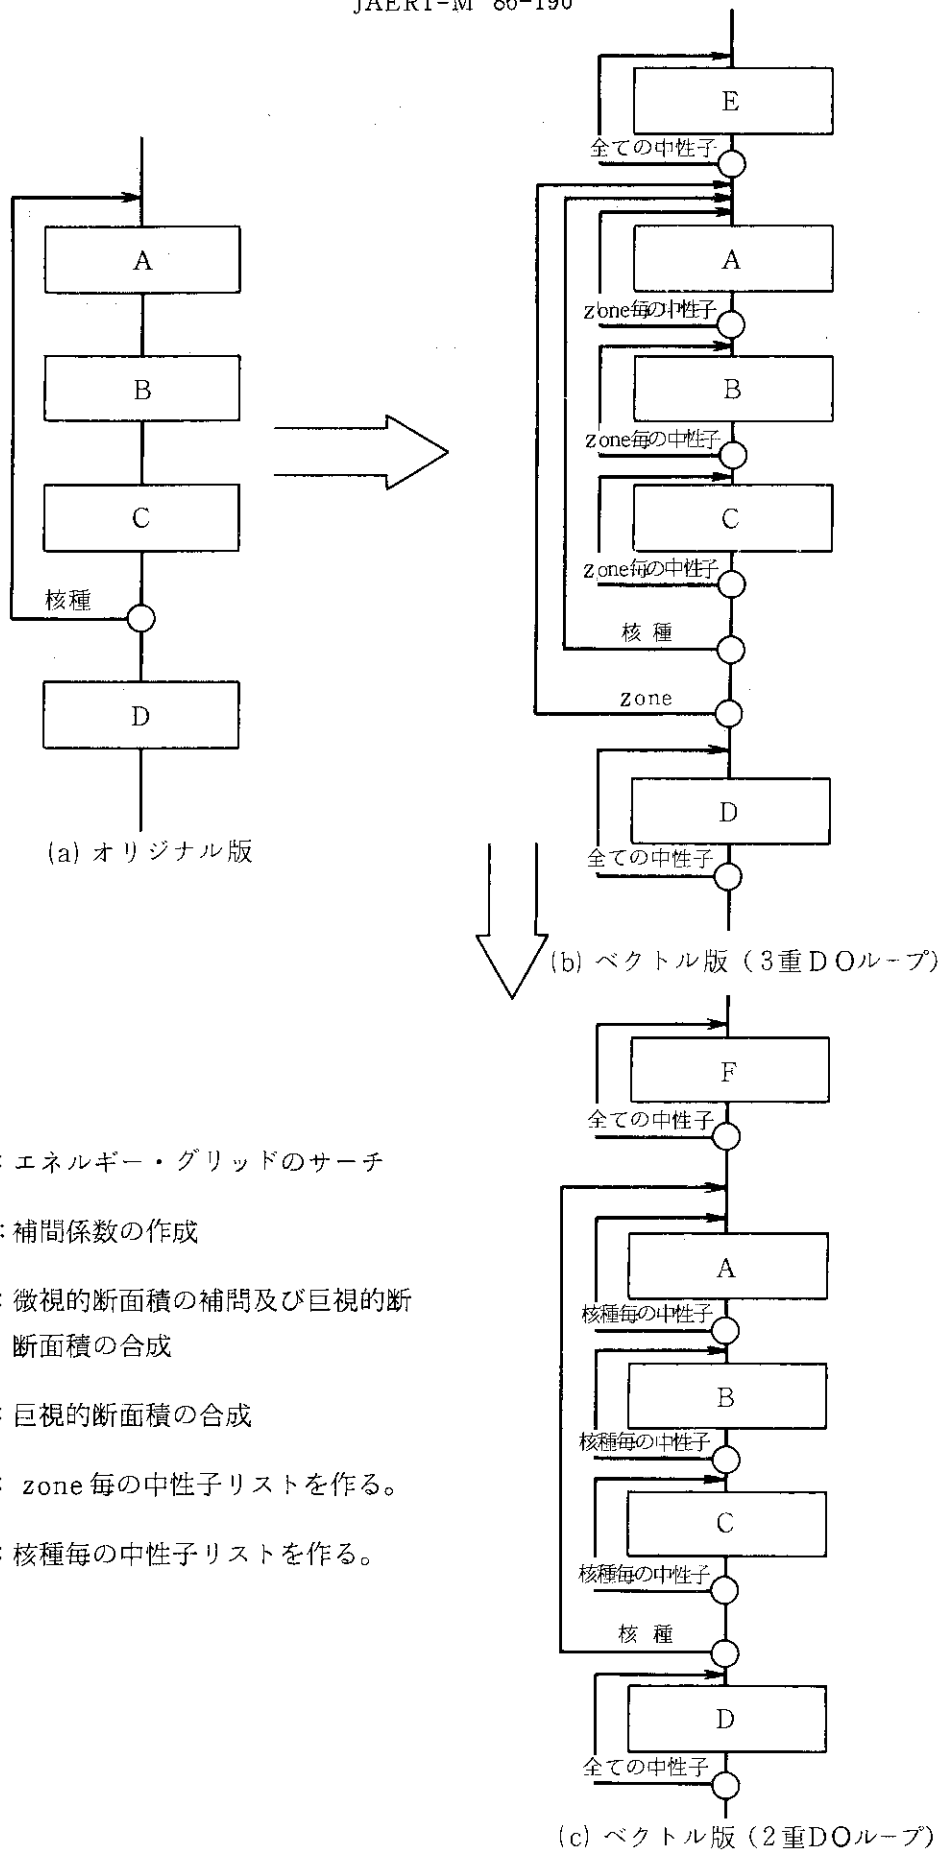 JAERI-M 86-190
E
全ての中性子
A
A
zone毎の中性子
B
B
zone毎の中性子
C
C
zone毎の中性子
核種
核種
zone
D
D
全ての中性子
(a) オリジナル版
(b) ベクトル版 (3重DOループ)
F
全ての中性子
: エネルギー・グリッドのサーチ
: 補間係数の作成
: 微視的断面積の補間及び巨視的断
断面積の合成
: 巨視的断面積の合成
: zone毎の中性子リストを作る。
: 核種毎の中性子リストを作る。
A
核種毎の中性子
B
核種毎の中性子
C
核種毎の中性子
核種
D
全ての中性子
(c) ベクトル版 (2重DOループ)